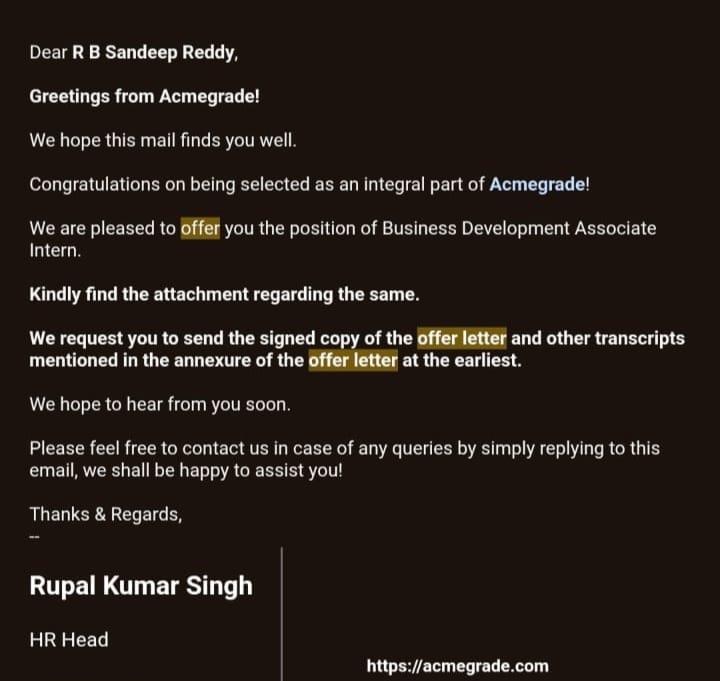 Dear R B Sandeep Reddy,
Greetings from Acmegrade!
We hope this mail finds you well.
Congratulations on being selected as an integral part of Acmegrade!
We are pleased to offer you the position of Business Development Associate
Intern.
Kindly find the attachment regarding the same.
We request you to send the signed copy of the offer letter and other transcripts
mentioned in the annexure of the offer letter at the earliest.
We hope to hear from you soon.
Please feel free to contact us in case of any queries by simply replying to this
email, we shall be happy to assist you!
Thanks & Regards,
--
Rupal Kumar Singh
HR Head
https://acmegrade.com